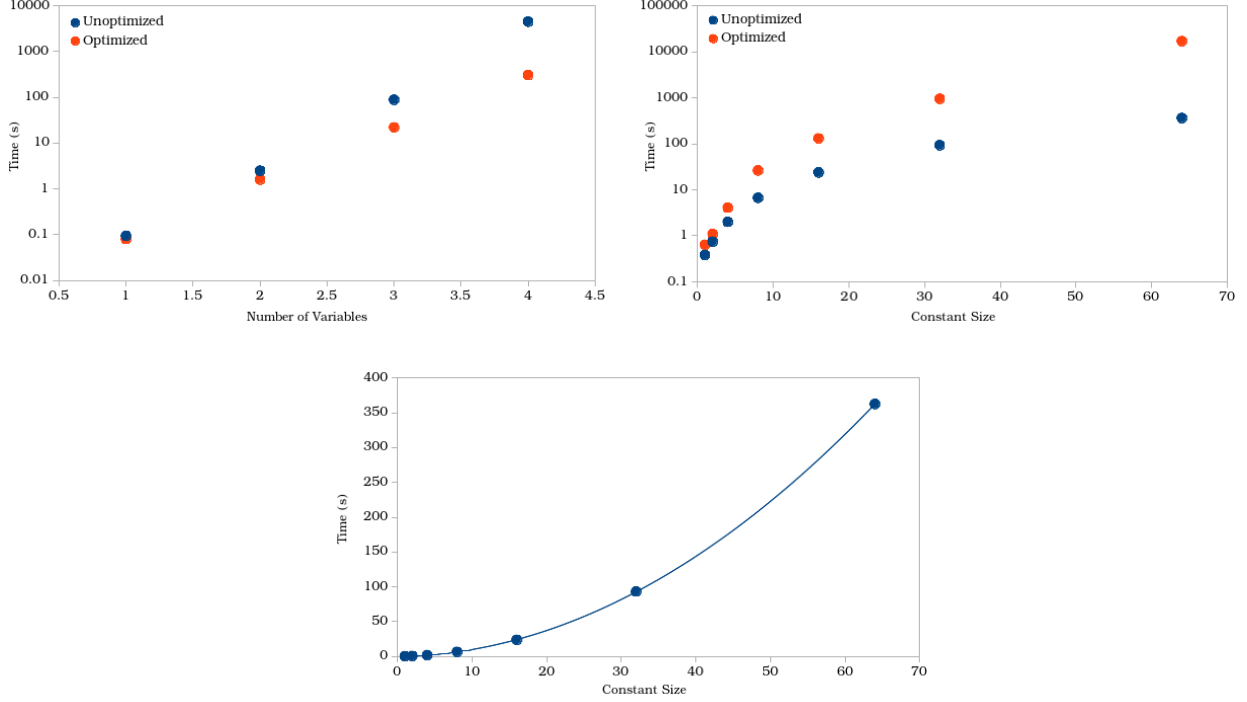 10000
Unoptimized
Optimized
1000
100
10
1
0.1
0.01
Time (s)
0.5 1 1.5 2 2.5 3 3.5 4 4.5
Number of Variables
100000
Unoptimized
Optimized
10000
1000
100
10
1
0.1
Time (s)
0 10 20 30 40 50 60 70
Constant Size
400
350
300
250
200
150
100
50
0
Time (s)
0 10 20 30 40 50 60 70
Constant Size